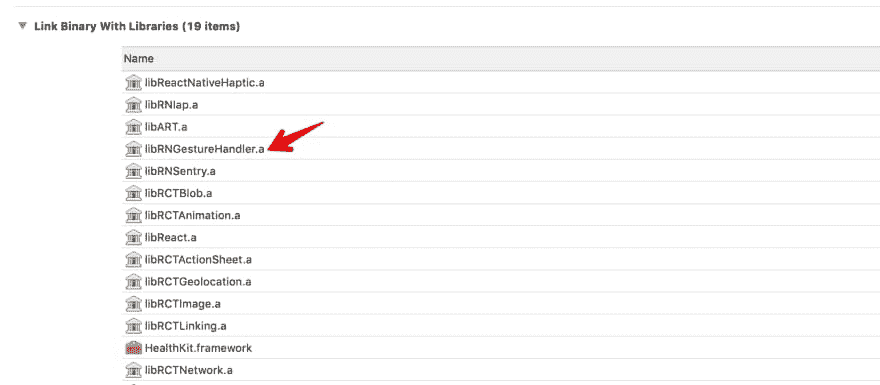 Link Binary With Libraries (19 items)
Name
libReactNativeHaptic.a
libRNIap.a
libART.a
libRNGestureHandler.a
libRNSentry.a
libRCTBlob.a
libRCTAnimation.a
libReact.a
libRCTActionSheet.a
libRCTGeolocation.a
libRCTImage.a
libRCTLinking.a
HealthKit.framework
libRCTNetwork.a